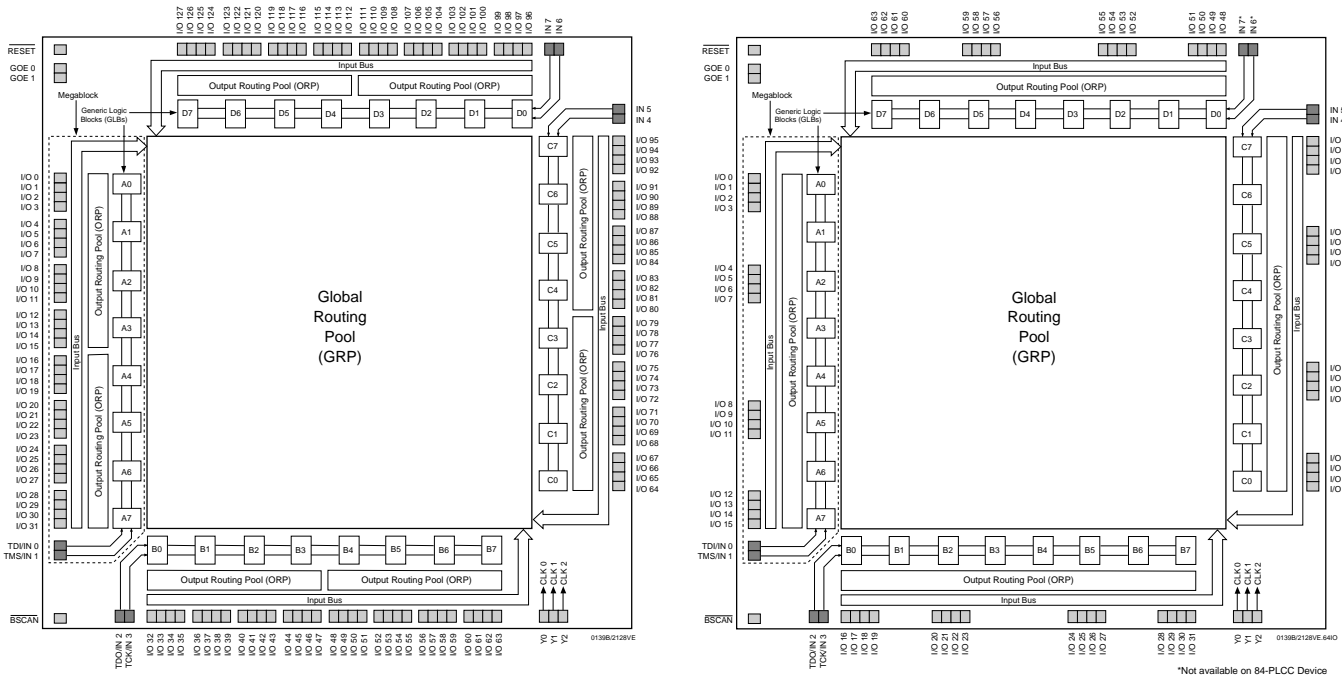 I/O 127
I/O 126
I/O 125
I/O 124
I/O 123
I/O 122
I/O 121
I/O 120
I/O 119
I/O 118
I/O 117
I/O 116
I/O 115
I/O 114
I/O 113
I/O 112
I/O 111
I/O 110
I/O 109
I/O 108
I/O 107
I/O 106
I/O 105
I/O 104
I/O 103
I/O 102
I/O 101
I/O 100
I/O 99
I/O 98
I/O 97
I/O 96
IN 7
IN 6
RESET
GOE 0
GOE 1
Input Bus
Output Routing Pool (ORP)
Output Routing Pool (ORP)
Megablock
Generic Logic
Blocks (GLBs)
D7
D6
D5
D4
D3
D2
D1
D0
IN 5
IN 4
I/O 0
I/O 1
I/O 2
I/O 3
I/O 4
I/O 5
I/O 6
I/O 7
I/O 8
I/O 9
I/O 10
I/O 11
I/O 12
I/O 13
I/O 14
I/O 15
I/O 16
I/O 17
I/O 18
I/O 19
I/O 20
I/O 21
I/O 22
I/O 23
I/O 24
I/O 25
I/O 26
I/O 27
I/O 28
I/O 29
I/O 30
I/O 31
Input Bus
Output Routing Pool (ORP)
Output Routing Pool (ORP)
A0
A1
A2
A3
A4
A5
A6
A7
Global
Routing
Pool
(GRP)
C7
C6
C5
C4
C3
C2
C1
C0
Output Routing Pool (ORP)
Output Routing Pool (ORP)
Input Bus
I/O 95
I/O 94
I/O 93
I/O 92
I/O 91
I/O 90
I/O 89
I/O 88
I/O 87
I/O 86
I/O 85
I/O 84
I/O 83
I/O 82
I/O 81
I/O 80
I/O 79
I/O 78
I/O 77
I/O 76
I/O 75
I/O 74
I/O 73
I/O 72
I/O 71
I/O 70
I/O 69
I/O 68
I/O 67
I/O 66
I/O 65
I/O 64
TDI/IN 0
TMS/IN 1
B0
B1
B2
B3
B4
B5
B6
B7
Output Routing Pool (ORP)
Output Routing Pool (ORP)
Input Bus
CLK 0
CLK 1
CLK 2
BSCAN
TDO/IN 2
TCK/IN 3
I/O 32
I/O 33
I/O 34
I/O 35
I/O 36
I/O 37
I/O 38
I/O 39
I/O 40
I/O 41
I/O 42
I/O 43
I/O 44
I/O 45
I/O 46
I/O 47
I/O 48
I/O 49
I/O 50
I/O 51
I/O 52
I/O 53
I/O 54
I/O 55
I/O 56
I/O 57
I/O 58
I/O 59
I/O 60
I/O 61
I/O 62
I/O 63
Y0
Y1
Y2
0139B/2128VE
I/O 63
I/O 62
I/O 61
I/O 60
I/O 59
I/O 58
I/O 57
I/O 56
I/O 55
I/O 54
I/O 53
I/O 52
I/O 51
I/O 50
I/O 49
I/O 48
IN 7*
IN 6*
RESET
GOE 0
GOE 1
Input Bus
Output Routing Pool (ORP)
Megablock
Generic Logic
Blocks (GLBs)
D7
D6
D5
D4
D3
D2
D1
D0
I/O 0
I/O 1
I/O 2
I/O 3
I/O 4
I/O 5
I/O 6
I/O 7
I/O 8
I/O 9
I/O 10
I/O 11
I/O 12
I/O 13
I/O 14
I/O 15
Input Bus
Output Routing Pool (ORP)
A0
A1
A2
A3
A4
A5
A6
A7
Global
Routing
Pool
(GRP)
C7
C6
C5
C4
C3
C2
C1
C0
Output Routing Pool (ORP)
Input Bus
TDI/IN 0
TMS/IN 1
B0
B1
B2
B3
B4
B5
B6
B7
Output Routing Pool (ORP)
Input Bus
CLK 0
CLK 1
CLK 2
BSCAN
TDO/IN 2
TCK/IN 3
I/O 16
I/O 17
I/O 18
I/O 19
I/O 20
I/O 21
I/O 22
I/O 23
I/O 24
I/O 25
I/O 26
I/O 27
I/O 28
I/O 29
I/O 30
I/O 31
Y0
Y1
Y2
0139B/2128VE.64IO
*Not available on 84-PLCC Device